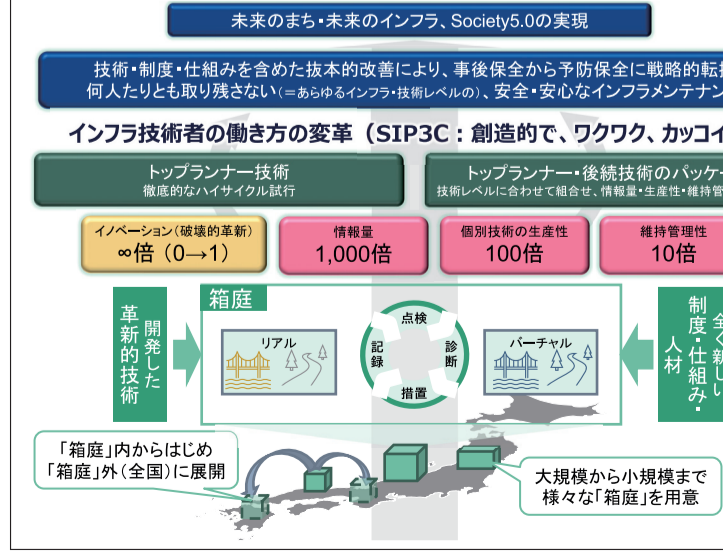 未来のまち・未来のインフラ、Society5.0の実現
技術・制度・仕組みを含めた抜本的改善により、事後保全から予防保全に戦略的転
何人たりとも取り残さない(=あらゆるインフラ・技術レベルの)、安全・安心なインフラメンテナン
インフラ技術者の働き方の変革(SIP3C:創造的で、ワクワク、カッコイ
トップランナー技術
徹底的なハイサイクル試行
トップランナー・後続技術のパッケー
技術レベルに合わせて組合せ、情報量・生産性・維持管
イノベーション(破壊的革新)
∞倍(0→1)
情報量
1,000倍
個別技術の生産性
100倍
維持管理性
10倍
開発した
革新的技術
箱庭
リアル
点検
診断
措置
記録
バーチャル
全く新しい
制度・仕組み・
人材
「箱庭」内からはじめ
「箱庭」外(全国)に展開
大規模から小規模まで
様々な「箱庭」を用意